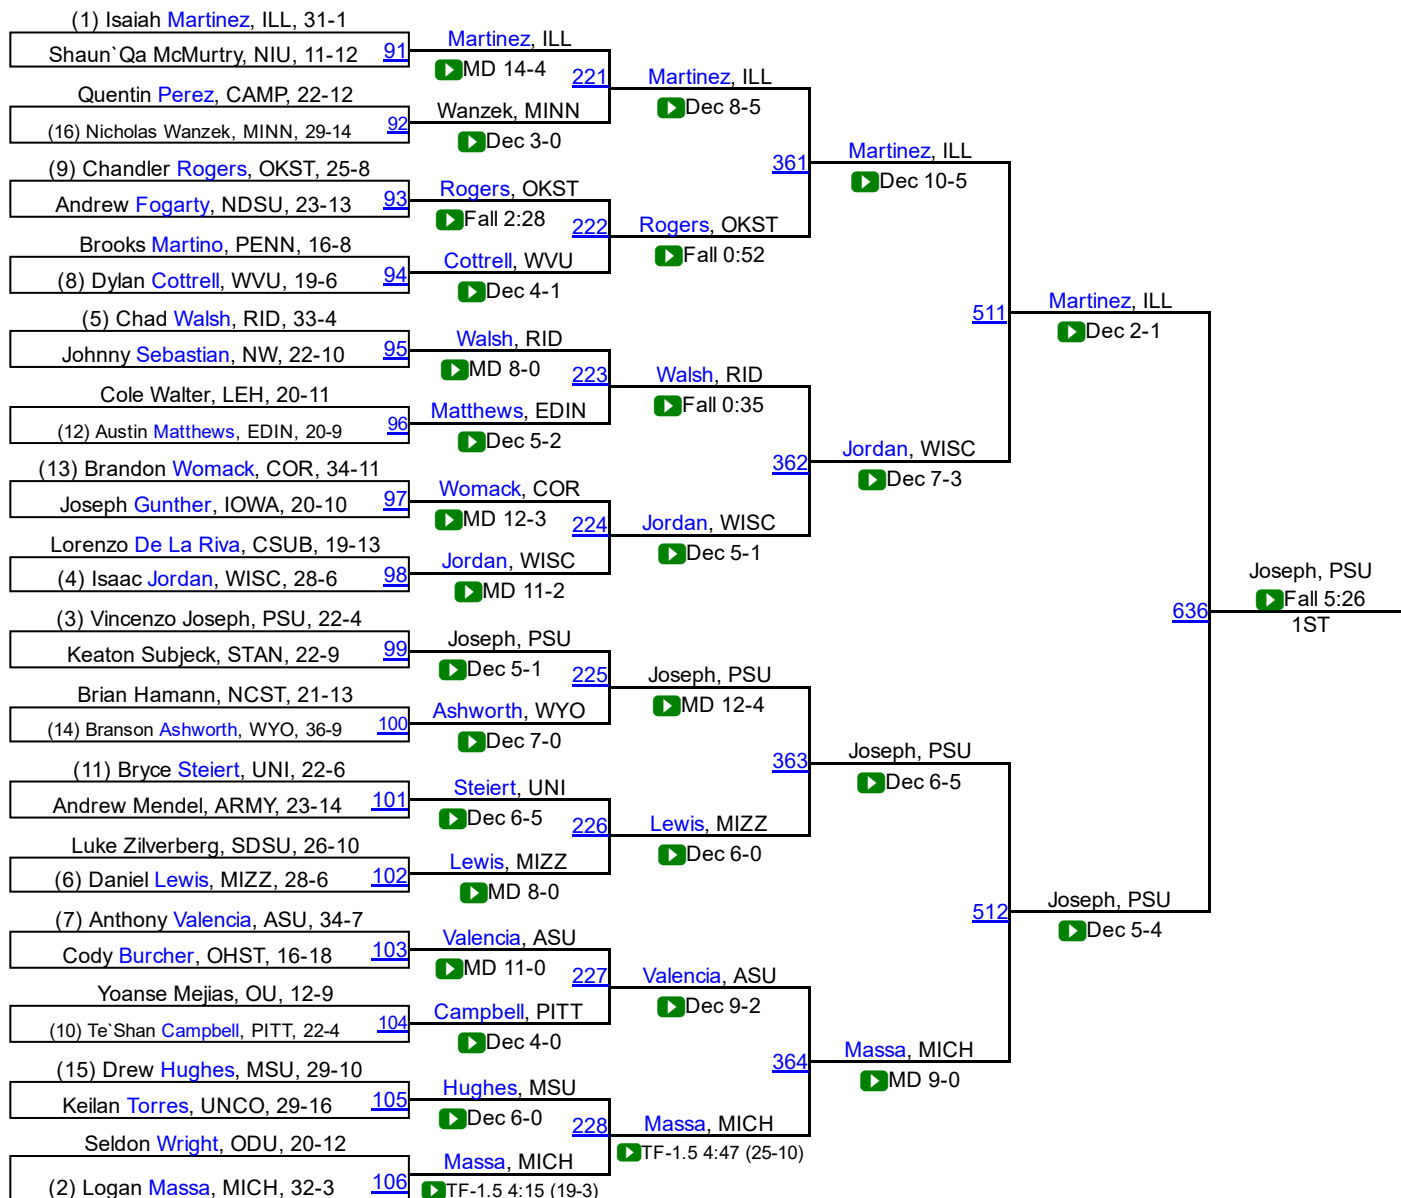 (1) Isaiah Martinez, ILL, 31-1
Shaun`Qa McMurtry, NIU, 11-12
91
Quentin Perez, CAMP, 22-12
(16) Nicholas Wanzek, MINN, 29-14
92
(9) Chandler Rogers, OKST, 25-8
Andrew Fogarty, NDSU, 23-13
93
Brooks Martino, PENN, 16-8
(8) Dylan Cottrell, WVU, 19-6
94
(5) Chad Walsh, RID, 33-4
Johnny Sebastian, NW, 22-10
95
Cole Walter, LEH, 20-11
(12) Austin Matthews, EDIN, 20-9
96
(13) Brandon Womack, COR, 34-11
Joseph Gunther, IOWA, 20-10
97
Lorenzo De La Riva, CSUB, 19-13
(4) Isaac Jordan, WISC, 28-6
98
(3) Vincenzo Joseph, PSU, 22-4
Keaton Subjeck, STAN, 22-9
99
Brian Hamann, NCST, 21-13
(14) Branson Ashworth, WYO, 36-9
100
(11) Bryce Steiert, UNI, 22-6
Andrew Mendel, ARMY, 23-14
101
Luke Zilverberg, SDSU, 26-10
(6) Daniel Lewis, MIZZ, 28-6
102
(7) Anthony Valencia, ASU, 34-7
Cody Burcher, OHST, 16-18
103
Yoanse Mejias, OU, 12-9
(10) Te`Shan Campbell, PITT, 22-4
104
(15) Drew Hughes, MSU, 29-10
Keilan Torres, UNCO, 29-16
105
Seldon Wright, ODU, 20-12
(2) Logan Massa, MICH, 32-3
106
Martinez, ILL
MD 14-4
221
Wanzek, MINN
Dec 3-0
Rogers, OKST
Fall 2:28
222
Cottrell, WVU
Dec 4-1
Walsh, RID
MD 8-0
223
Matthews, EDIN
Dec 5-2
Womack, COR
MD 12-3
224
Jordan, WISC
MD 11-2
Joseph, PSU
Dec 5-1
225
Ashworth, WYO
Dec 7-0
Steiert, UNI
Dec 6-5
226
Lewis, MIZZ
MD 8-0
Valencia, ASU
MD 11-0
227
Campbell, PITT
Dec 4-0
Hughes, MSU
Dec 6-0
228
Massa, MICH
TF-1.5 4:15 (19-3)
Martinez, ILL
Dec 8-5
361
Rogers, OKST
Fall 0:52
Walsh, RID
Fall 0:35
362
Jordan, WISC
Dec 5-1
Joseph, PSU
MD 12-4
363
Lewis, MIZZ
Dec 6-0
Valencia, ASU
Dec 9-2
364
Massa, MICH
TF-1.5 4:47 (25-10)
Martinez, ILL
Dec 10-5
511
Jordan, WISC
Dec 7-3
Joseph, PSU
Dec 6-5
512
Massa, MICH
MD 9-0
Martinez, ILL
Dec 2-1
636
Joseph, PSU
Dec 5-4
Joseph, PSU
Fall 5:26
1ST